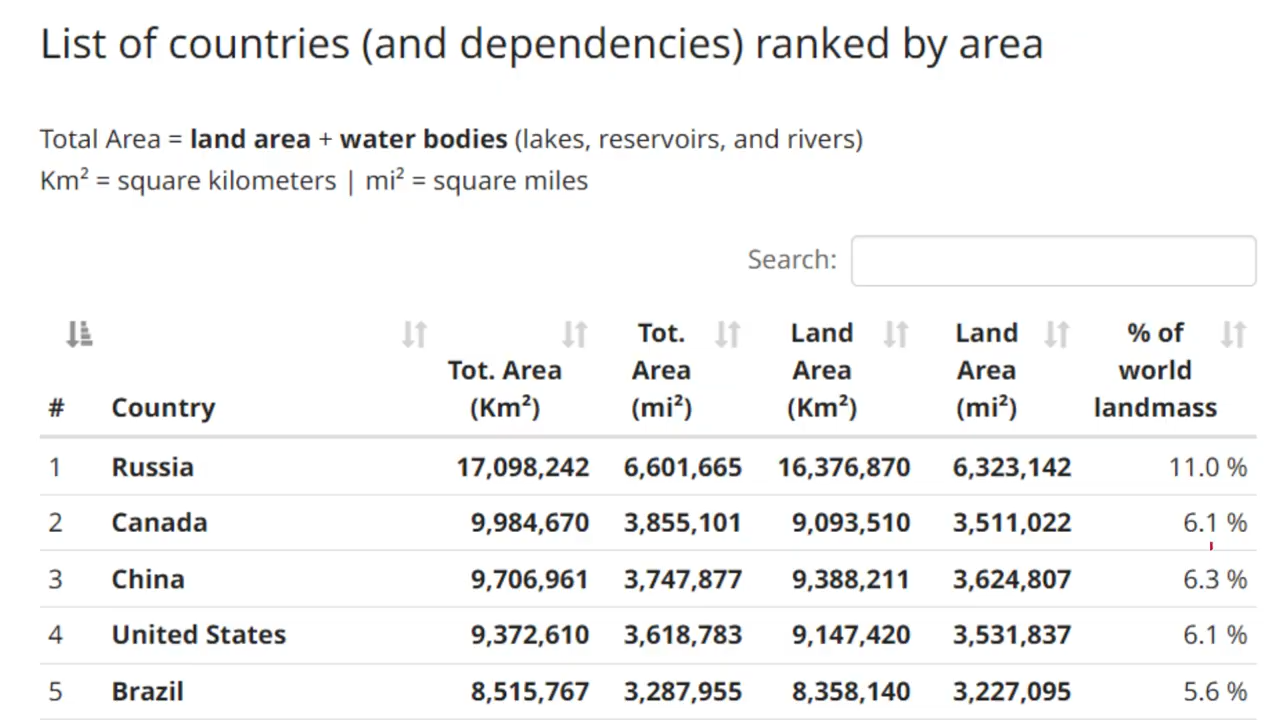 List of countries (and dependencies) ranked by area
Total Area = land area + water bodies (lakes, reservoirs, and rivers)
Km² = square kilometers | mi² = square miles
Search:
# Country Tot. Area (Km²) Tot. Area (mi²) Land Area (Km²) Land Area (mi²) % of world landmass
1 Russia 17,098,242 6,601,665 16,376,870 6,323,142 11.0 %
2 Canada 9,984,670 3,855,101 9,093,510 3,511,022 6.1 %
3 China 9,706,961 3,747,877 9,388,211 3,624,807 6.3 %
4 United States 9,372,610 3,618,783 9,147,420 3,531,837 6.1 %
5 Brazil 8,515,767 3,287,955 8,358,140 3,227,095 5.6 %